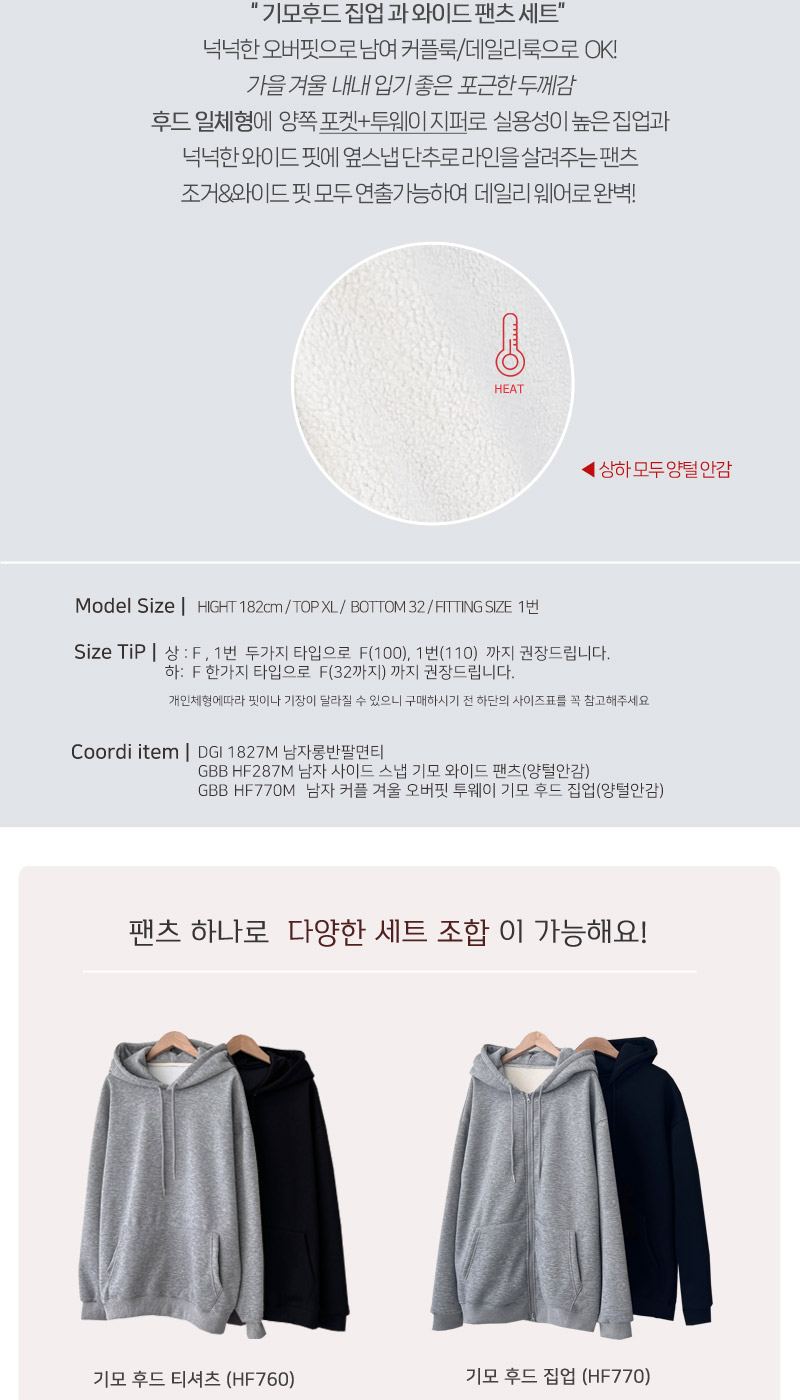 " 기모후드 집업 과 와이드 팬츠 세트"
넉넉한 오버핏으로 남여 커플룩/데일리룩으로 OK!
가을 겨울 내내 입기 좋은 포근한 두께감
후드 일체형에 양쪽 포켓+투웨이 지퍼로 실용성이 높은 집업과
넉넉한 와이드 핏에 옆스냅 단추로 라인을 살려주는 팬츠
조거&와이드 핏 모두 연출가능하여 데일리 웨어로 완벽!
HEAT
◀ 상하 모두 양털 안감
Model Size | HIGHT 182cm / TOP XL / BOTTOM 32 / FITTING SIZE 1번
Size TiP | 상 : F , 1번 두가지 타입으로 F(100), 1번(110) 까지 권장드립니다.
하: F 한가지 타입으로 F(32까지) 까지 권장드립니다.
개인체형에따라 핏이나 기장이 달라질 수 있으니 구매하시기 전 하단의 사이즈표를 꼭 참고해주세요
Coordi item | DGI 1827M 남자롱반팔면티
GBB HF287M 남자 사이드 스냅 기모 와이드 팬츠(양털안감)
GBB HF770M 남자 커플 겨울 오버핏 투웨이 기모 후드 집업(양털안감)
팬츠 하나로 다양한 세트 조합 이 가능해요!
기모 후드 티셔츠 (HF760)
기모 후드 집업 (HF770)